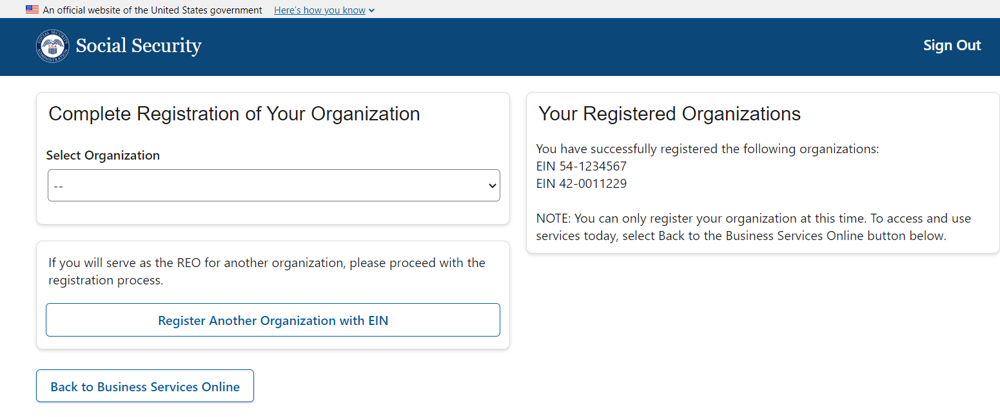 An official website of the United States government Here's how you know
Social Security
Sign Out
Complete Registration of Your Organization
Select Organization
--
If you will serve as the REO for another organization, please proceed with the
registration process.
Register Another Organization with EIN
Back to Business Services Online
Your Registered Organizations
You have successfully registered the following organizations:
EIN 54-1234567
EIN 42-0011229
NOTE: You can only register your organization at this time. To access and use
services today, select Back to the Business Services Online button below.